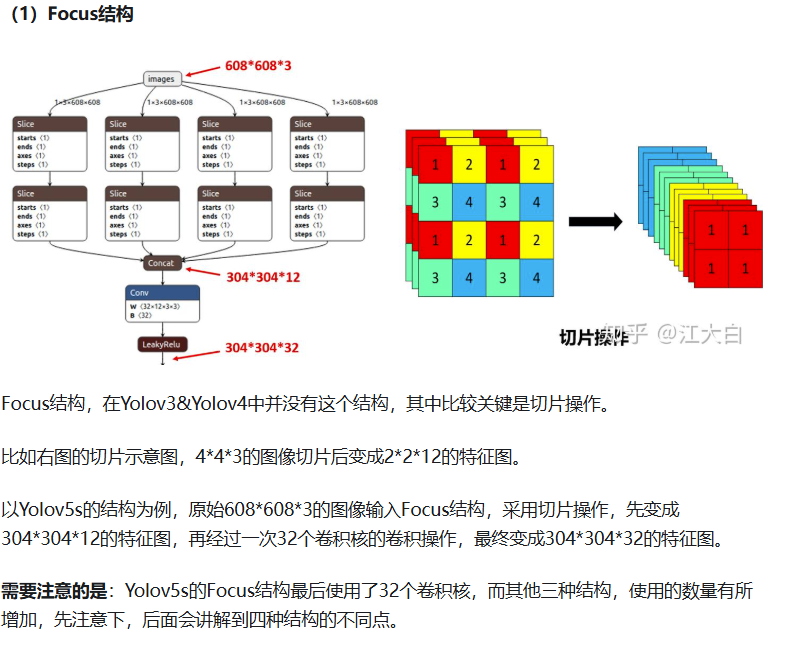 （1）Focus结构
608*608*3
images
1×3×608×608 1×3×608×608 1×3×608×608 1×3×608×608
Slice Slice Slice Slice
starts ⟨1⟩ starts ⟨1⟩ starts ⟨1⟩ starts ⟨1⟩
ends ⟨1⟩ ends ⟨1⟩ ends ⟨1⟩ ends ⟨1⟩
axes ⟨1⟩ axes ⟨1⟩ axes ⟨1⟩ axes ⟨1⟩
steps ⟨1⟩ steps ⟨1⟩ steps ⟨1⟩ steps ⟨1⟩
Slice Slice Slice Slice
starts ⟨1⟩ starts ⟨1⟩ starts ⟨1⟩ starts ⟨1⟩
ends ⟨1⟩ ends ⟨1⟩ ends ⟨1⟩ ends ⟨1⟩
axes ⟨1⟩ axes ⟨1⟩ axes ⟨1⟩ axes ⟨1⟩
steps ⟨1⟩ steps ⟨1⟩ steps ⟨1⟩ steps ⟨1⟩
Concat
304*304*12
Conv
W ⟨32×12×3×3⟩
B ⟨32⟩
LeakyRelu
304*304*32
1 2 1 2
3 4 3 4
1 2 1 2
3 4 3 4
1 1
1 1
切片操作
知乎 @江大白
Focus结构，在Yolov3&Yolov4中并没有这个结构，其中比较关键是切片操作。
比如右图的切片示意图，4*4*3的图像切片后变成2*2*12的特征图。
以Yolov5s的结构为例，原始608*608*3的图像输入Focus结构，采用切片操作，先变成
304*304*12的特征图，再经过一次32个卷积核的卷积操作，最终变成304*304*32的特征图。
需要注意的是：Yolov5s的Focus结构最后使用了32个卷积核，而其他三种结构，使用的数量有所
增加，先注意下，后面会讲解到四种结构的不同点。